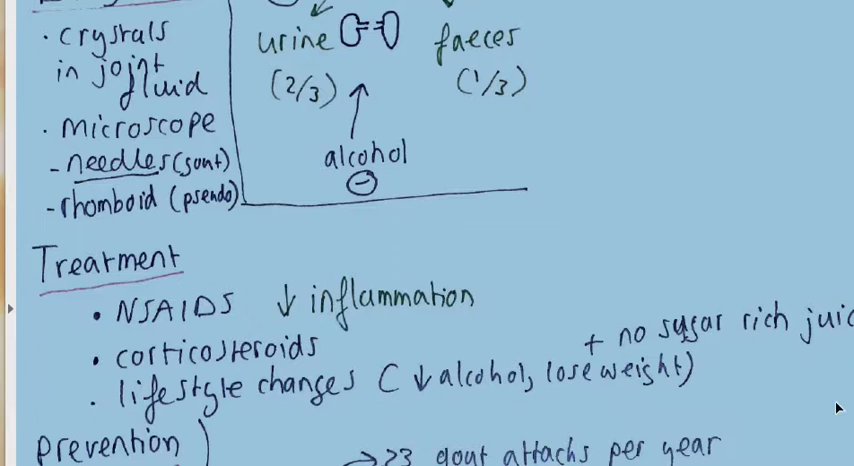 · crystals
in joint
fluid
· microscope
- needles (gout)
- rhomboid (pseudo)
urine
(2/3)
faeces
(1/3)
alcohol
Treatment
• NSAIDS ↓ inflammation
• corticosteroids
+ no sugar rich juic
• lifestyle changes (↓ alcohol, lose weight)
prevention )
→ >3 gout attachs per year